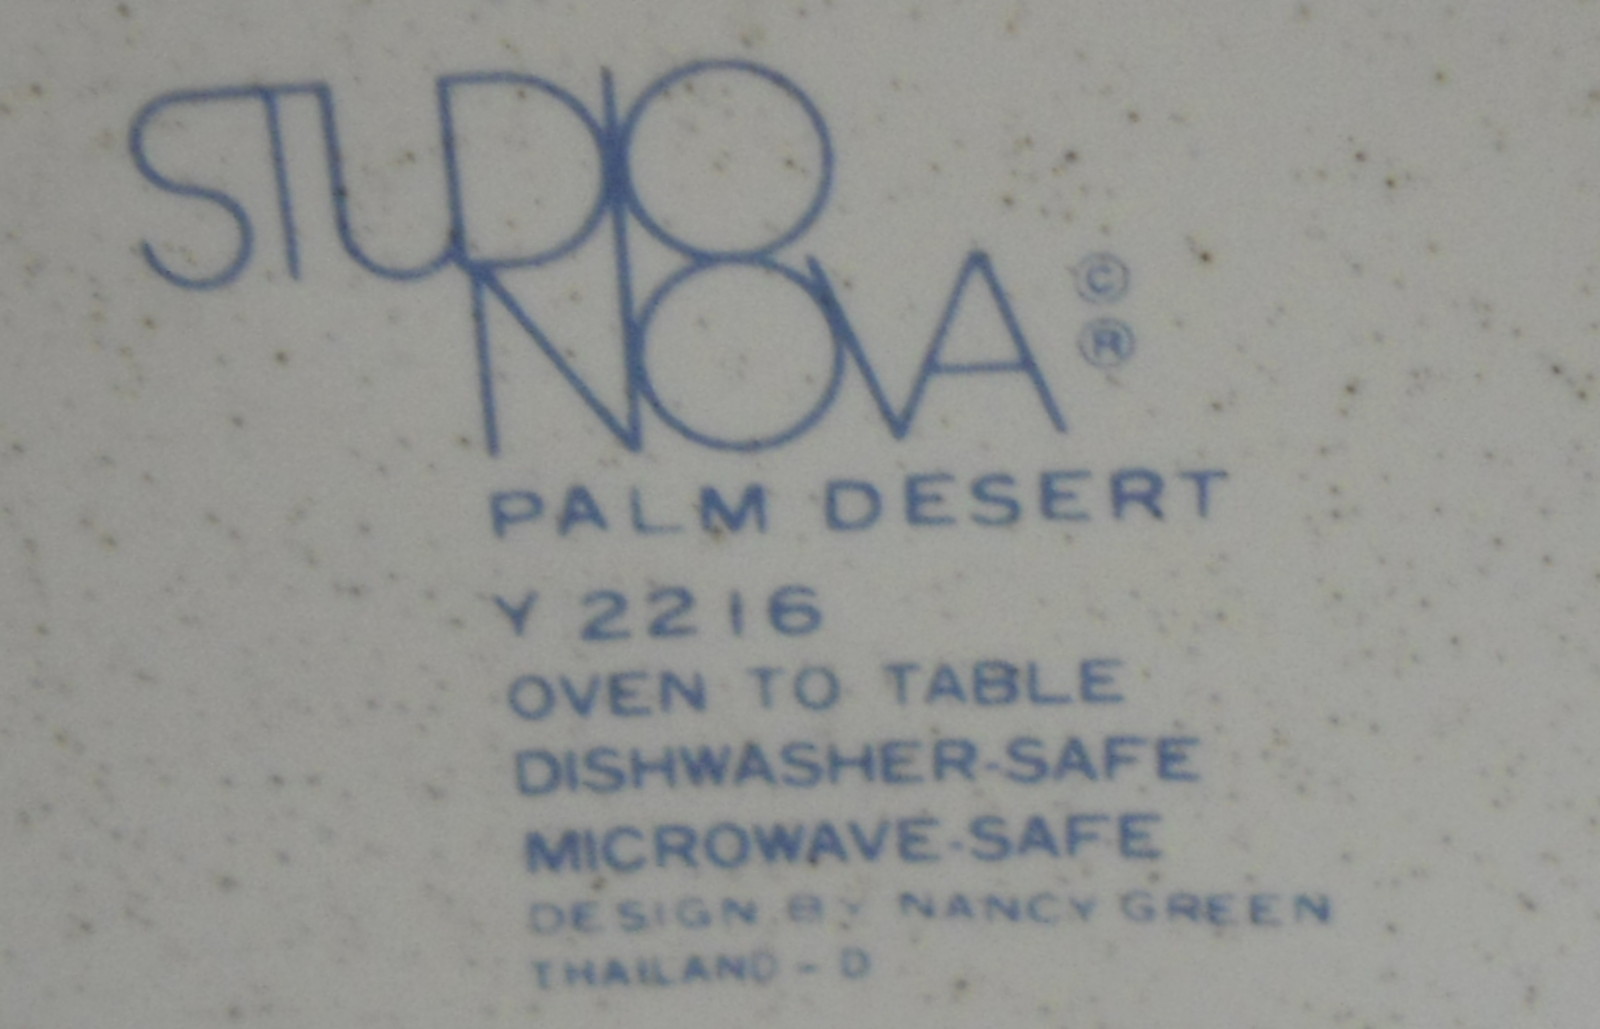 STUDIO
NOVA © ®
PALM DESERT
Y 2216
OVEN TO TABLE
DISHWASHER-SAFE
MICROWAVE-SAFE
DESIGN BY NANCY GREEN
THAILAND - D